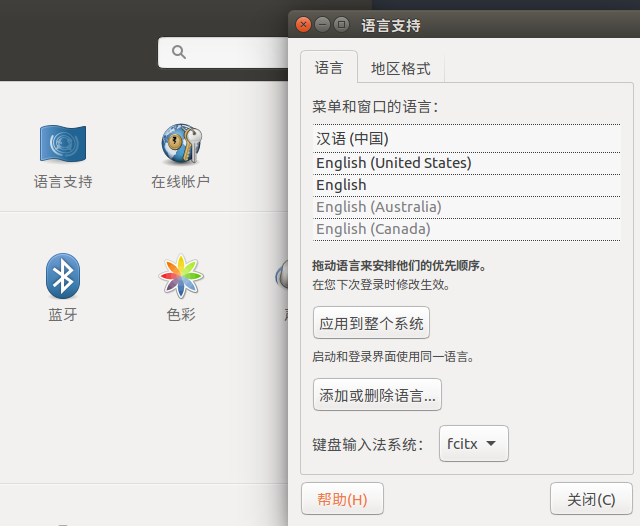 语言支持
语言 地区格式
菜单和窗口的语言：
汉语 (中国)
English (United States)
English
English (Australia)
English (Canada)
拖动语言来安排他们的优先顺序。
在您下次登录时修改生效。
应用到整个系统
启动和登录界面使用同一语言。
添加或删除语言...
键盘输入法系统： fcitx
帮助(H) 关闭(C)
语言支持 在线帐户
蓝牙 色彩